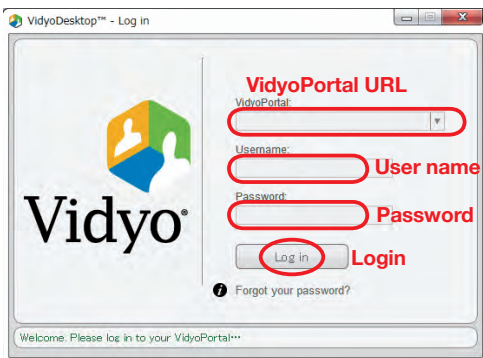 VidyoDesktop™ - Log in
VidyoPortal URL
VidyoPortal:
Username:
User name
Password:
Password
Vidyo®
Log in
Login
Forgot your password?
Welcome. Please log in to your VidyoPortal···